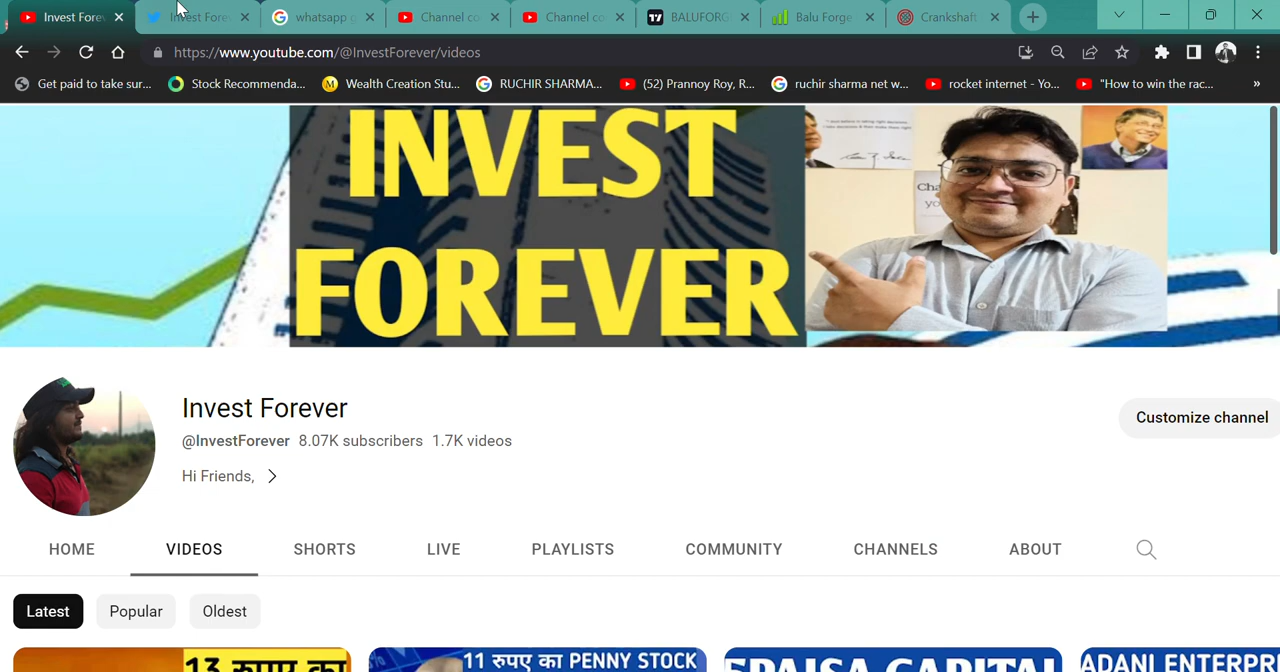 Invest Forev
Invest Forev
whatsapp g
Channel co
Channel co
BALUFORG
Balu Forge
Crankshaft
https://www.youtube.com/@InvestForever/videos
Get paid to take sur...
Stock Recommenda...
Wealth Creation Stu...
RUCHIR SHARMA...
(52) Prannoy Roy, R...
ruchir sharma net w...
rocket internet - Yo...
"How to win the rac...
»
INVEST
FOREVER
Invest Forever
@InvestForever 8.07K subscribers 1.7K videos
Hi Friends,
Customize channel
HOME
VIDEOS
SHORTS
LIVE
PLAYLISTS
COMMUNITY
CHANNELS
ABOUT
Latest
Popular
Oldest
13 रुपए का
11 रुपए का PENNY STOCK
EPAISA CAPITAL
ADANI ENTERPR